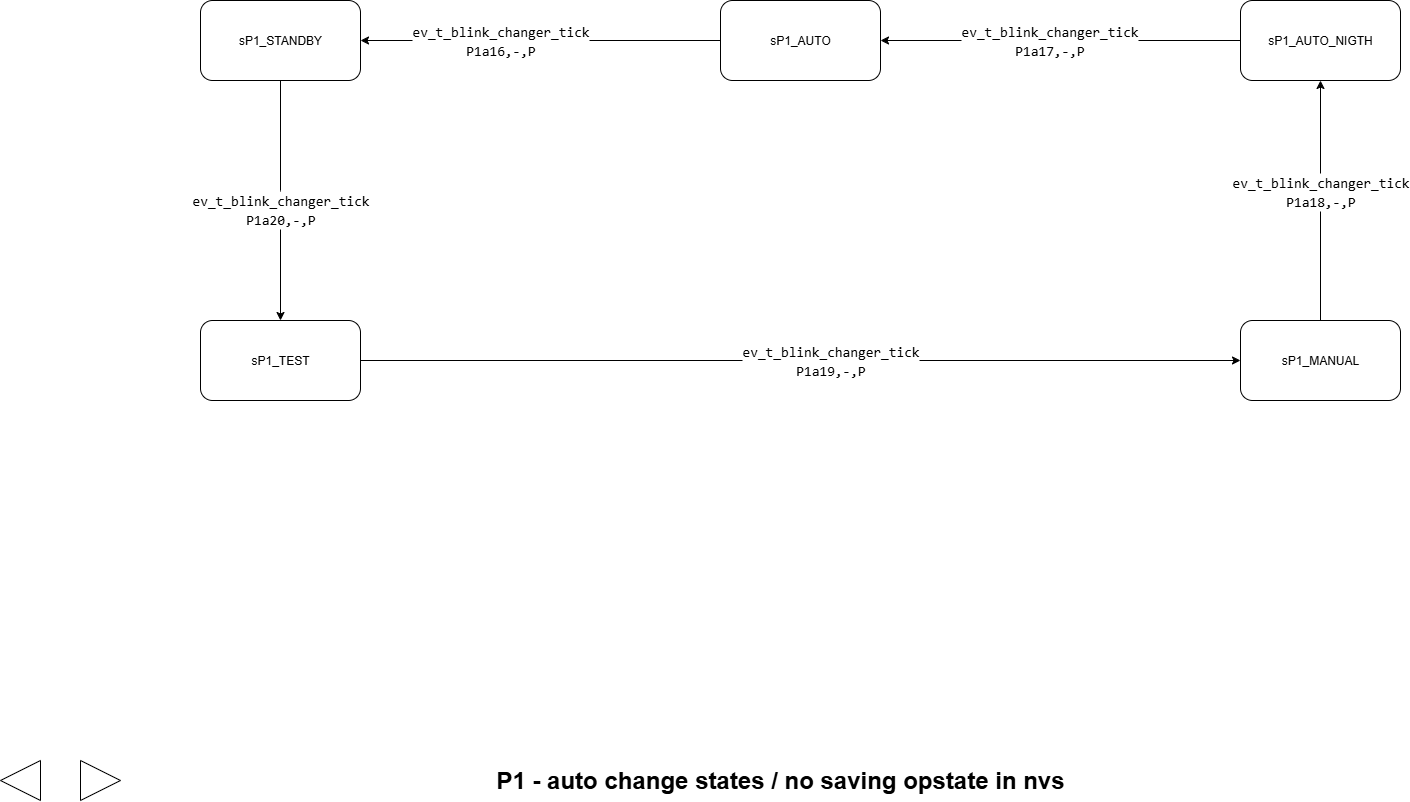 sP1_STANDBY
ev_t_blink_changer_tick
P1a16,-,P
sP1_AUTO
ev_t_blink_changer_tick
P1a17,-,P
sP1_AUTO_NIGTH
ev_t_blink_changer_tick
P1a20,-,P
ev_t_blink_changer_tick
P1a18,-,P
sP1_TEST
ev_t_blink_changer_tick
P1a19,-,P
sP1_MANUAL
P1 - auto change states / no saving opstate in nvs